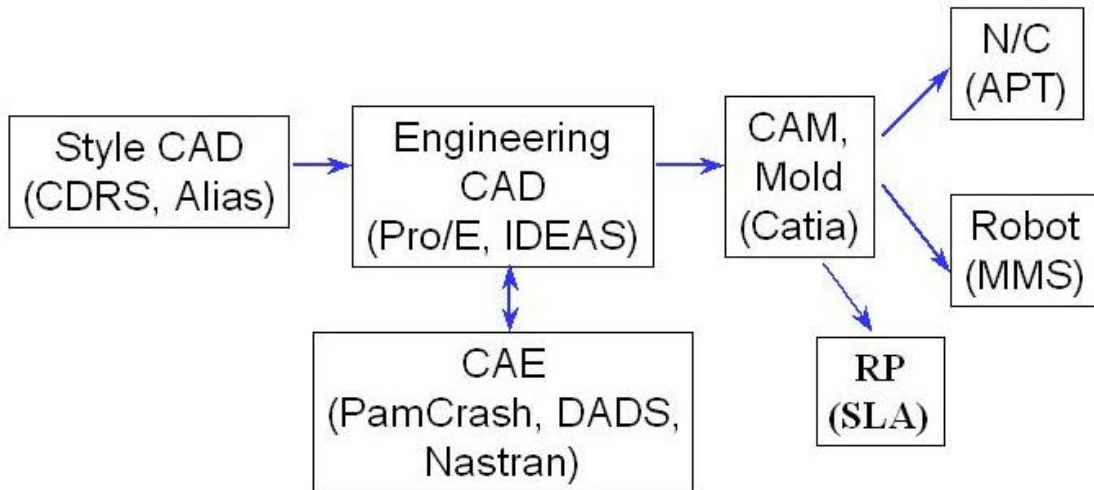 Style CAD
(CDRS, Alias)
Engineering
CAD
(Pro/E, IDEAS)
CAE
(PamCrash, DADS,
Nastran)
CAM,
Mold
(Catia)
N/C
(APT)
Robot
(MMS)
RP
(SLA)